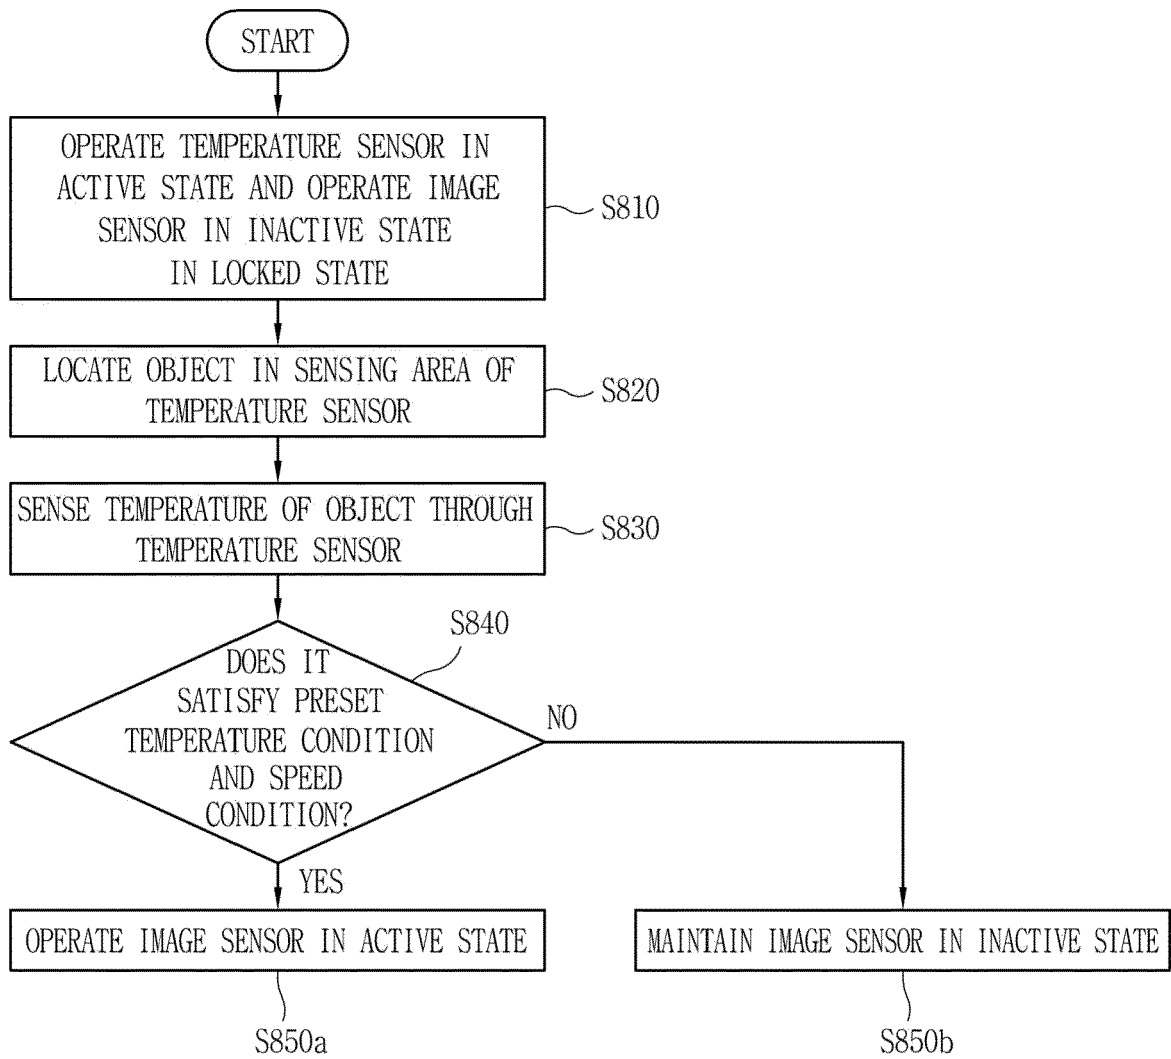 START
OPERATE TEMPERATURE SENSOR IN
ACTIVE STATE AND OPERATE IMAGE
SENSOR IN INACTIVE STATE
IN LOCKED STATE
S810
LOCATE OBJECT IN SENSING AREA OF
TEMPERATURE SENSOR
S820
SENSE TEMPERATURE OF OBJECT THROUGH
TEMPERATURE SENSOR
S830
S840
DOES IT
SATISFY PRESET
TEMPERATURE CONDITION
AND SPEED
CONDITION?
NO
YES
OPERATE IMAGE SENSOR IN ACTIVE STATE
MAINTAIN IMAGE SENSOR IN INACTIVE STATE
S850a
S850b